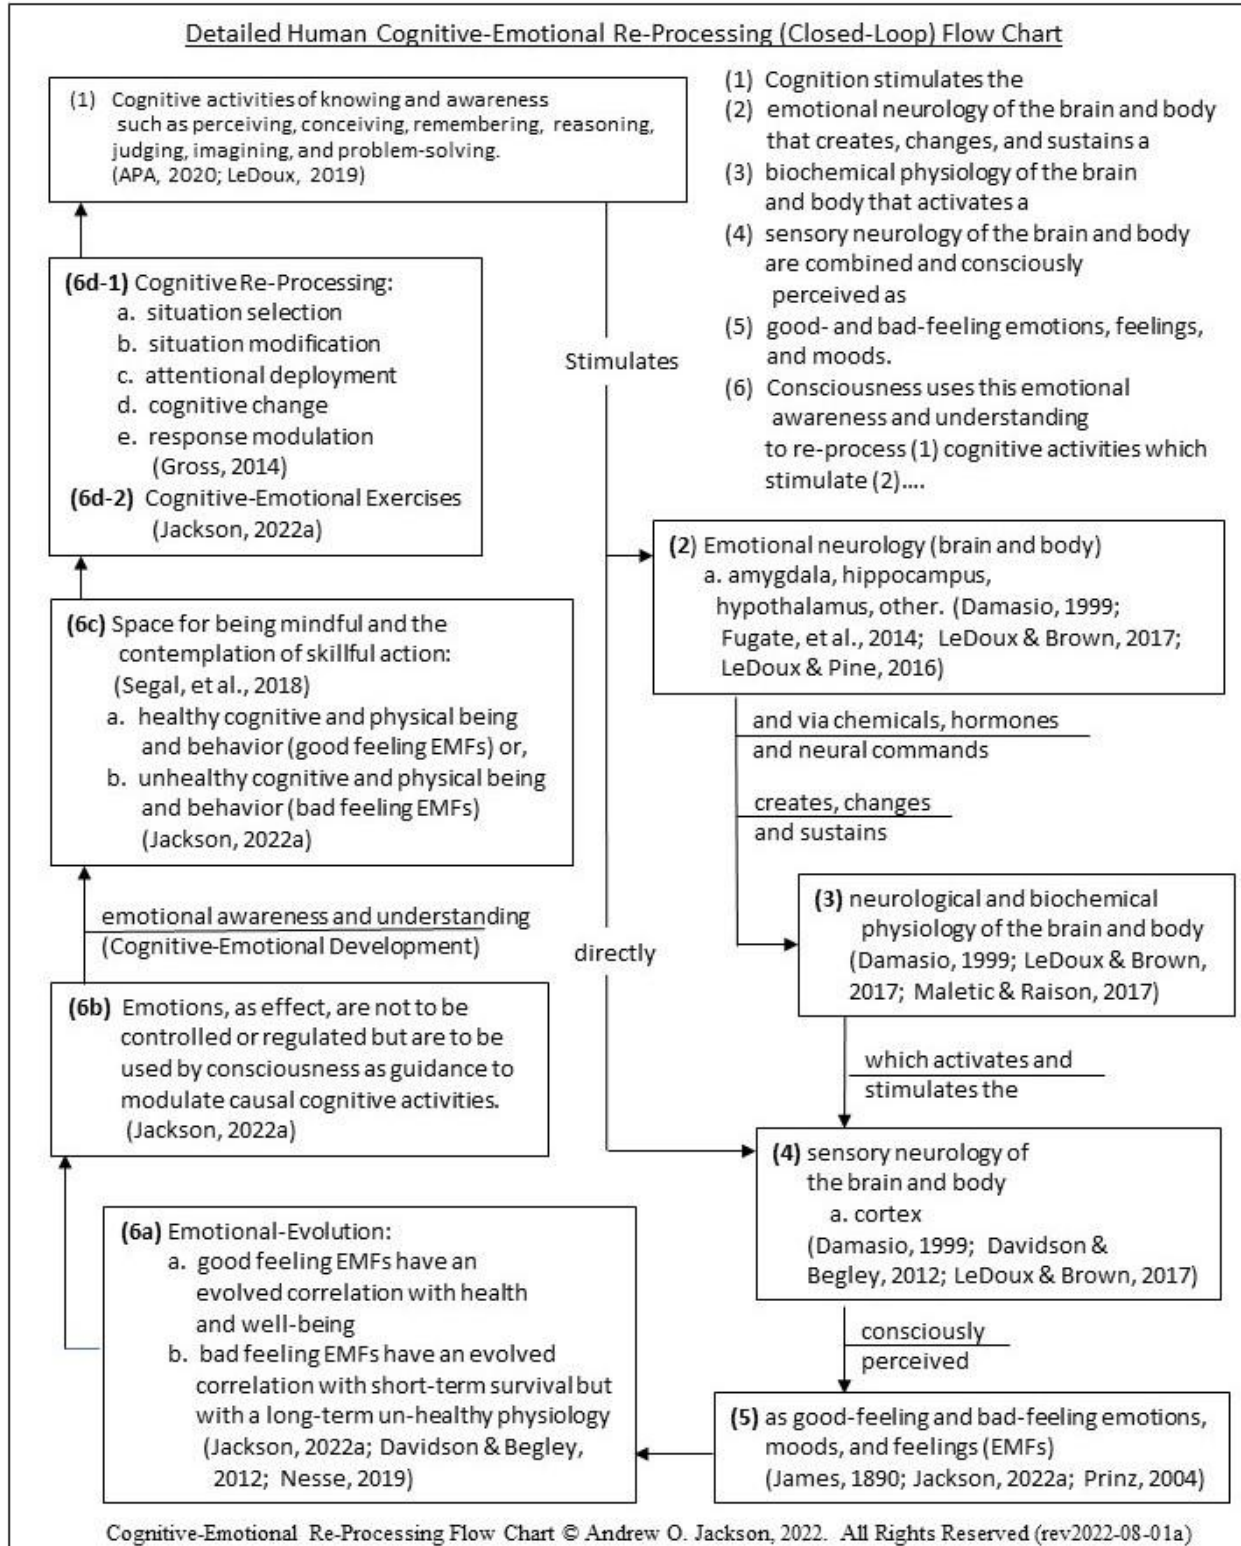 Detailed Human Cognitive-Emotional Re-Processing (Closed-Loop) Flow Chart
(1) Cognitive activities of knowing and awareness
such as perceiving, conceiving, remembering, reasoning,
judging, imagining, and problem-solving.
(APA, 2020; LeDoux, 2019)
(1) Cognition stimulates the
(2) emotional neurology of the brain and body
that creates, changes, and sustains a
(3) biochemical physiology of the brain
and body that activates a
(4) sensory neurology of the brain and body
are combined and consciously
perceived as
(5) good- and bad-feeling emotions, feelings,
and moods.
(6) Consciousness uses this emotional
awareness and understanding
to re-process (1) cognitive activities which
stimulate (2)....
(6d-1) Cognitive Re-Processing:
a. situation selection
b. situation modification
c. attentional deployment
d. cognitive change
e. response modulation
(Gross, 2014)
(6d-2) Cognitive-Emotional Exercises
(Jackson, 2022a)
Stimulates
(2) Emotional neurology (brain and body)
a. amygdala, hippocampus,
hypothalamus, other. (Damasio, 1999;
Fugate, et al., 2014; LeDoux & Brown, 2017;
LeDoux & Pine, 2016)
(6c) Space for being mindful and the
contemplation of skillful action:
(Segal, et al., 2018)
a. healthy cognitive and physical being
and behavior (good feeling EMFs) or,
b. unhealthy cognitive and physical being
and behavior (bad feeling EMFs)
(Jackson, 2022a)
and via chemicals, hormones
and neural commands
creates, changes
and sustains
emotional awareness and understanding
(Cognitive-Emotional Development)
directly
(3) neurological and biochemical
physiology of the brain and body
(Damasio, 1999; LeDoux & Brown,
2017; Maletic & Raison, 2017)
(6b) Emotions, as effect, are not to be
controlled or regulated but are to be
used by consciousness as guidance to
modulate causal cognitive activities.
(Jackson, 2022a)
which activates and
stimulates the
(4) sensory neurology of
the brain and body
a. cortex
(Damasio, 1999; Davidson &
Begley, 2012; LeDoux & Brown, 2017)
(6a) Emotional-Evolution:
a. good feeling EMFs have an
evolved correlation with health
and well-being
b. bad feeling EMFs have an evolved
correlation with short-term survival but
with a long-term un-healthy physiology
(Jackson, 2022a; Davidson & Begley,
2012; Nesse, 2019)
consciously
perceived
(5) as good-feeling and bad-feeling emotions,
moods, and feelings (EMFs)
(James, 1890; Jackson, 2022a; Prinz, 2004)
Cognitive-Emotional Re-Processing Flow Chart © Andrew O. Jackson, 2022. All Rights Reserved (rev2022-08-01a)